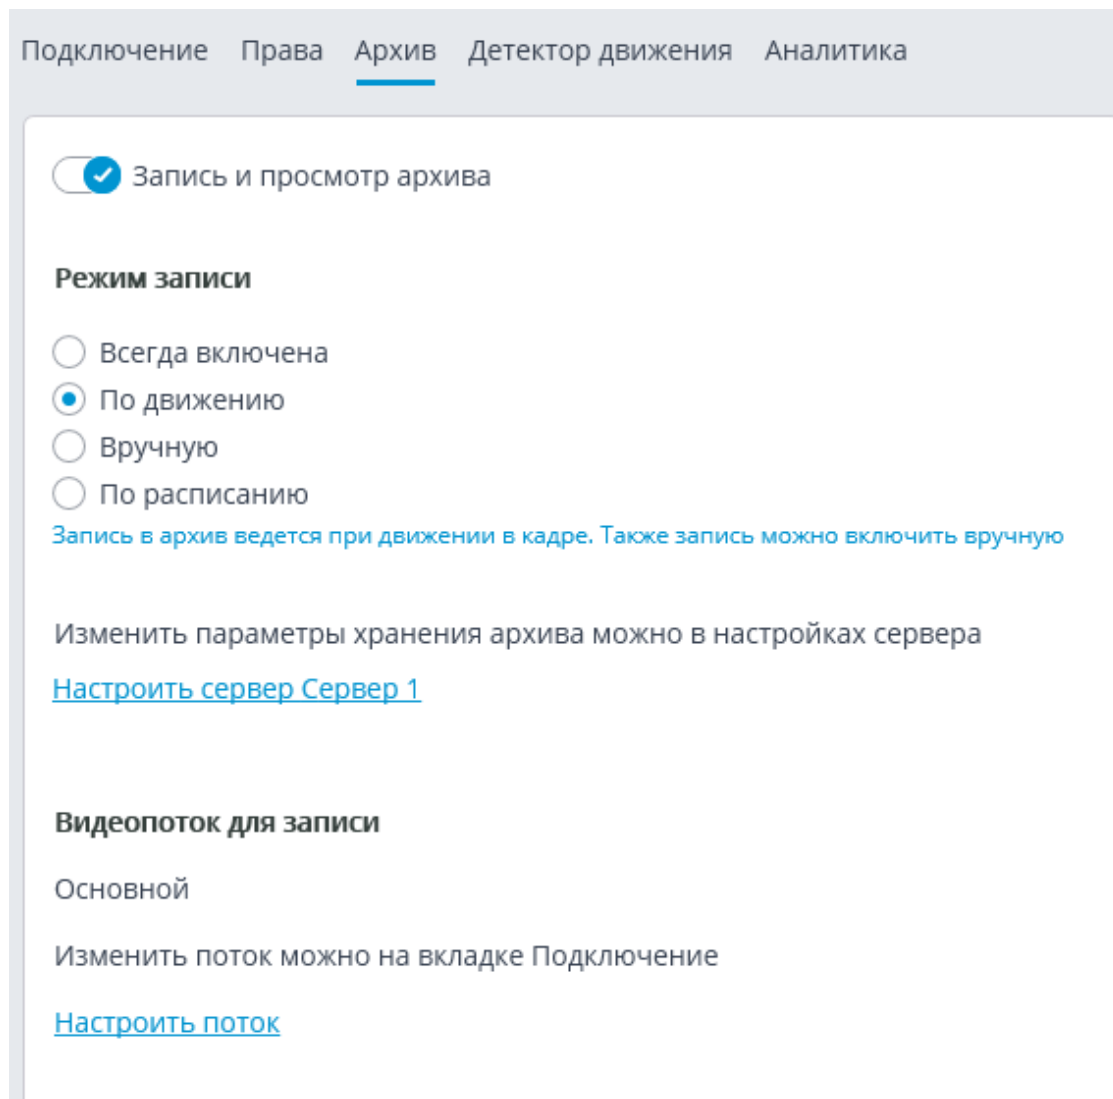 Подключение Права Архив Детектор движения Аналитика
Запись и просмотр архива
Режим записи
Всегда включена
По движению
Вручную
По расписанию
Запись в архив ведется при движении в кадре. Также запись можно включить вручную
Изменить параметры хранения архива можно в настройках сервера
Настроить сервер Сервер 1
Видеопоток для записи
Основной
Изменить поток можно на вкладке Подключение
Настроить поток